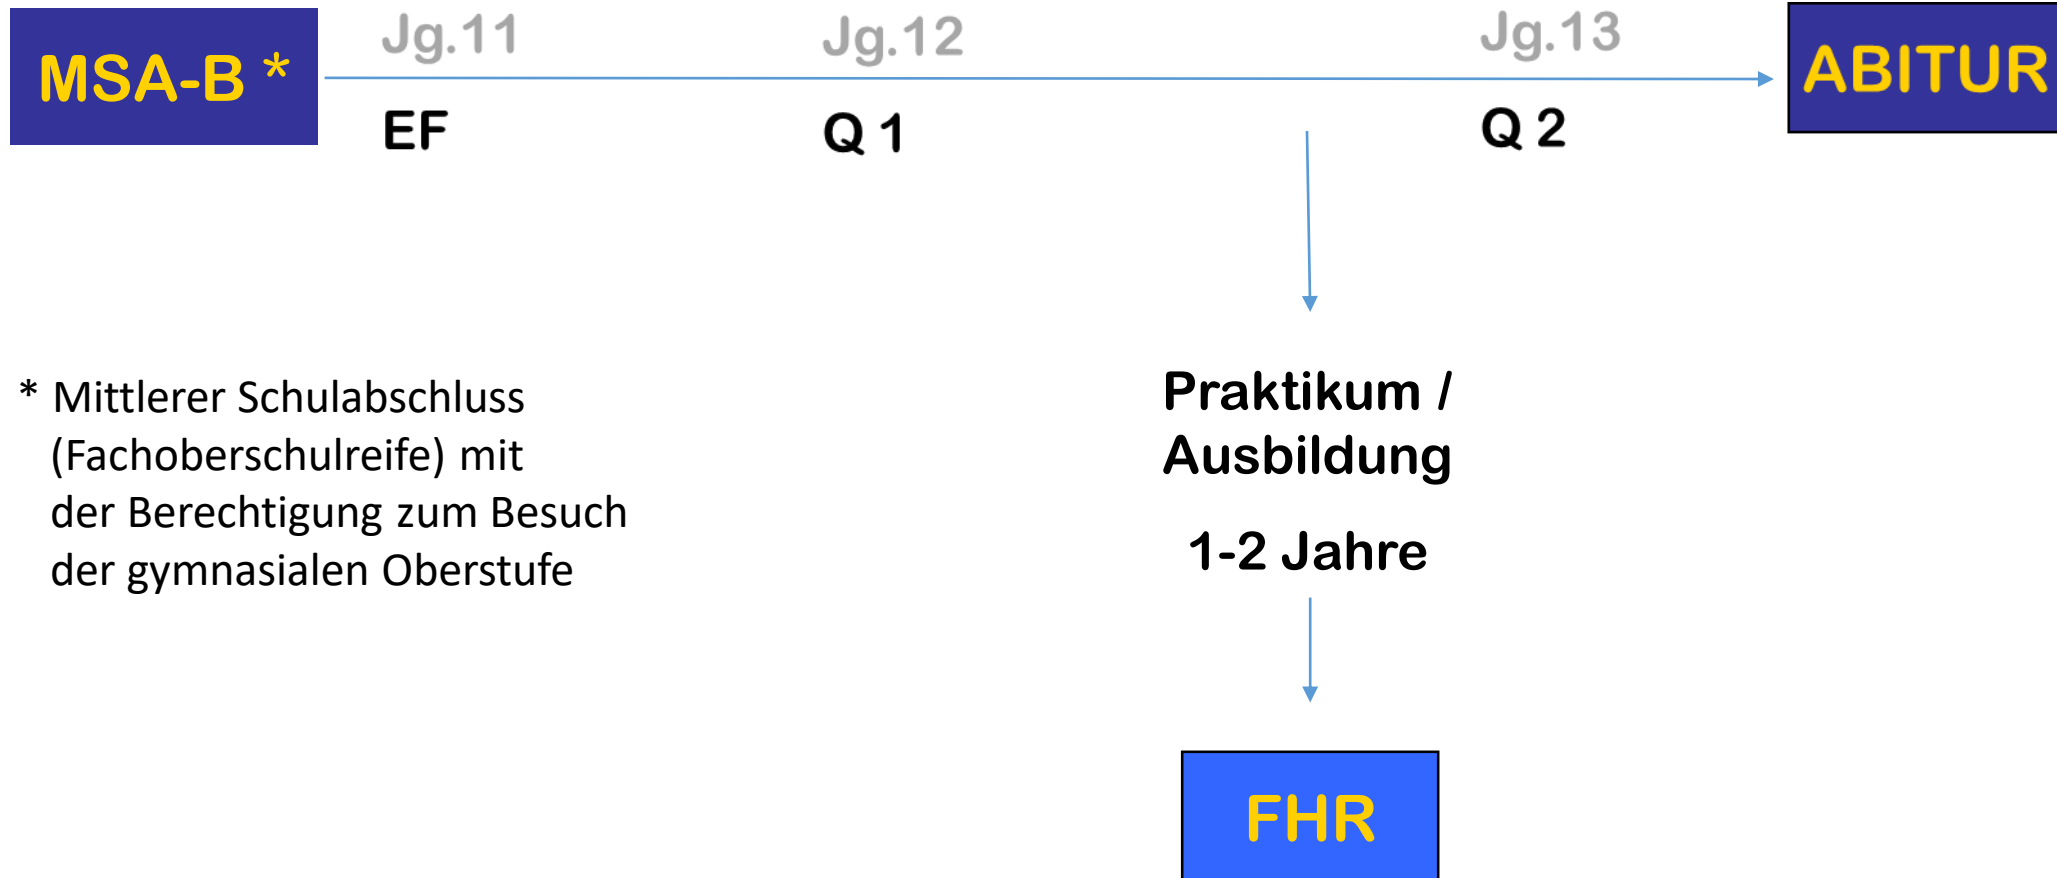 MSA-B *
Jg.11
Jg.12
Jg.13
ABITUR
EF
Q 1
Q 2
* Mittlerer Schulabschluss
(Fachoberschulreife) mit
der Berechtigung zum Besuch
der gymnasialen Oberstufe
Praktikum /
Ausbildung
1-2 Jahre
FHR